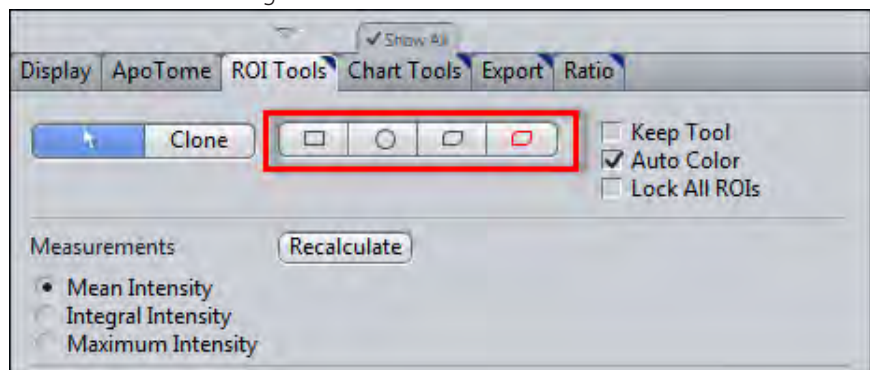 Show All
Display ApoTome ROI Tools Chart Tools Export Ratio
Clone
Keep Tool
Auto Color
Lock All ROIs
Measurements Recalculate
Mean Intensity
Integral Intensity
Maximum Intensity